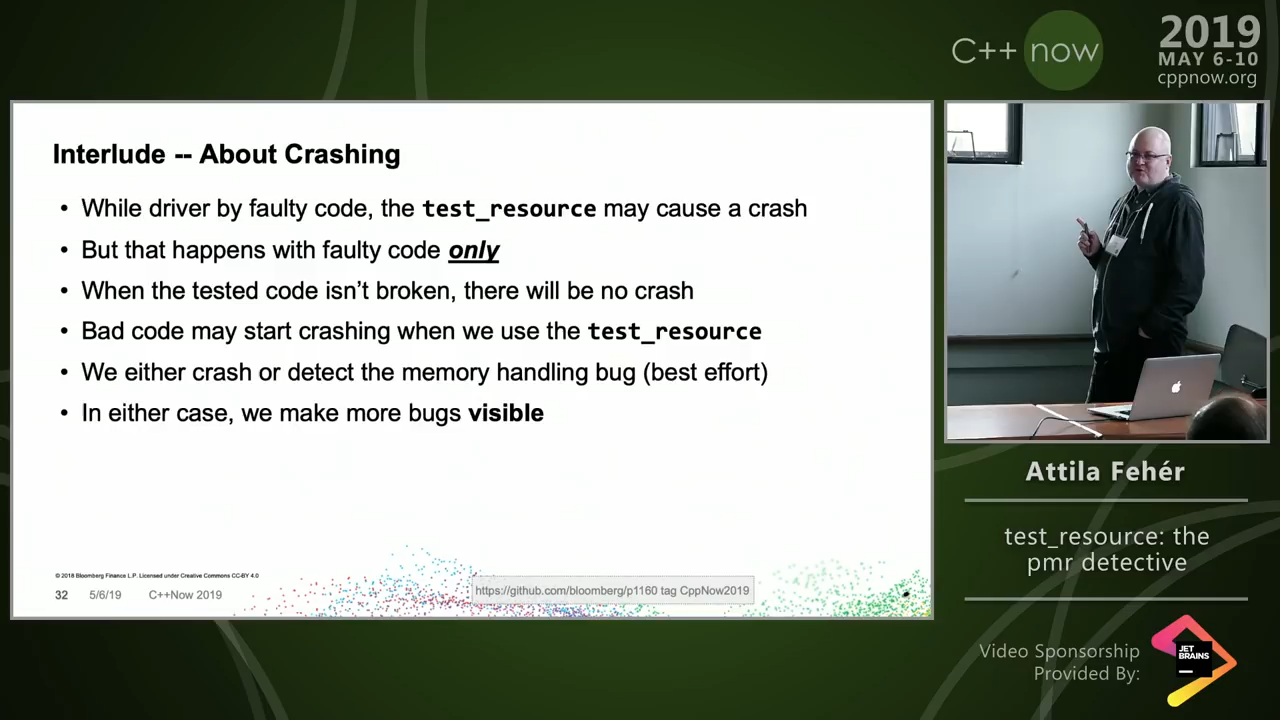 C++ now
2019
MAY 6-10
cppnow.org
Interlude -- About Crashing
• While driver by faulty code, the test_resource may cause a crash
• But that happens with faulty code only
• When the tested code isn’t broken, there will be no crash
• Bad code may start crashing when we use the test_resource
• We either crash or detect the memory handling bug (best effort)
• In either case, we make more bugs visible
© 2018 Bloomberg Finance L.P. Licensed under Creative Commons CC-BY 4.0
32 5/6/19 C++Now 2019
https://github.com/bloomberg/p1160 tag CppNow2019
Attila Fehér
test_resource: the
pmr detective
Video Sponsorship
Provided By:
JET
BRAINS